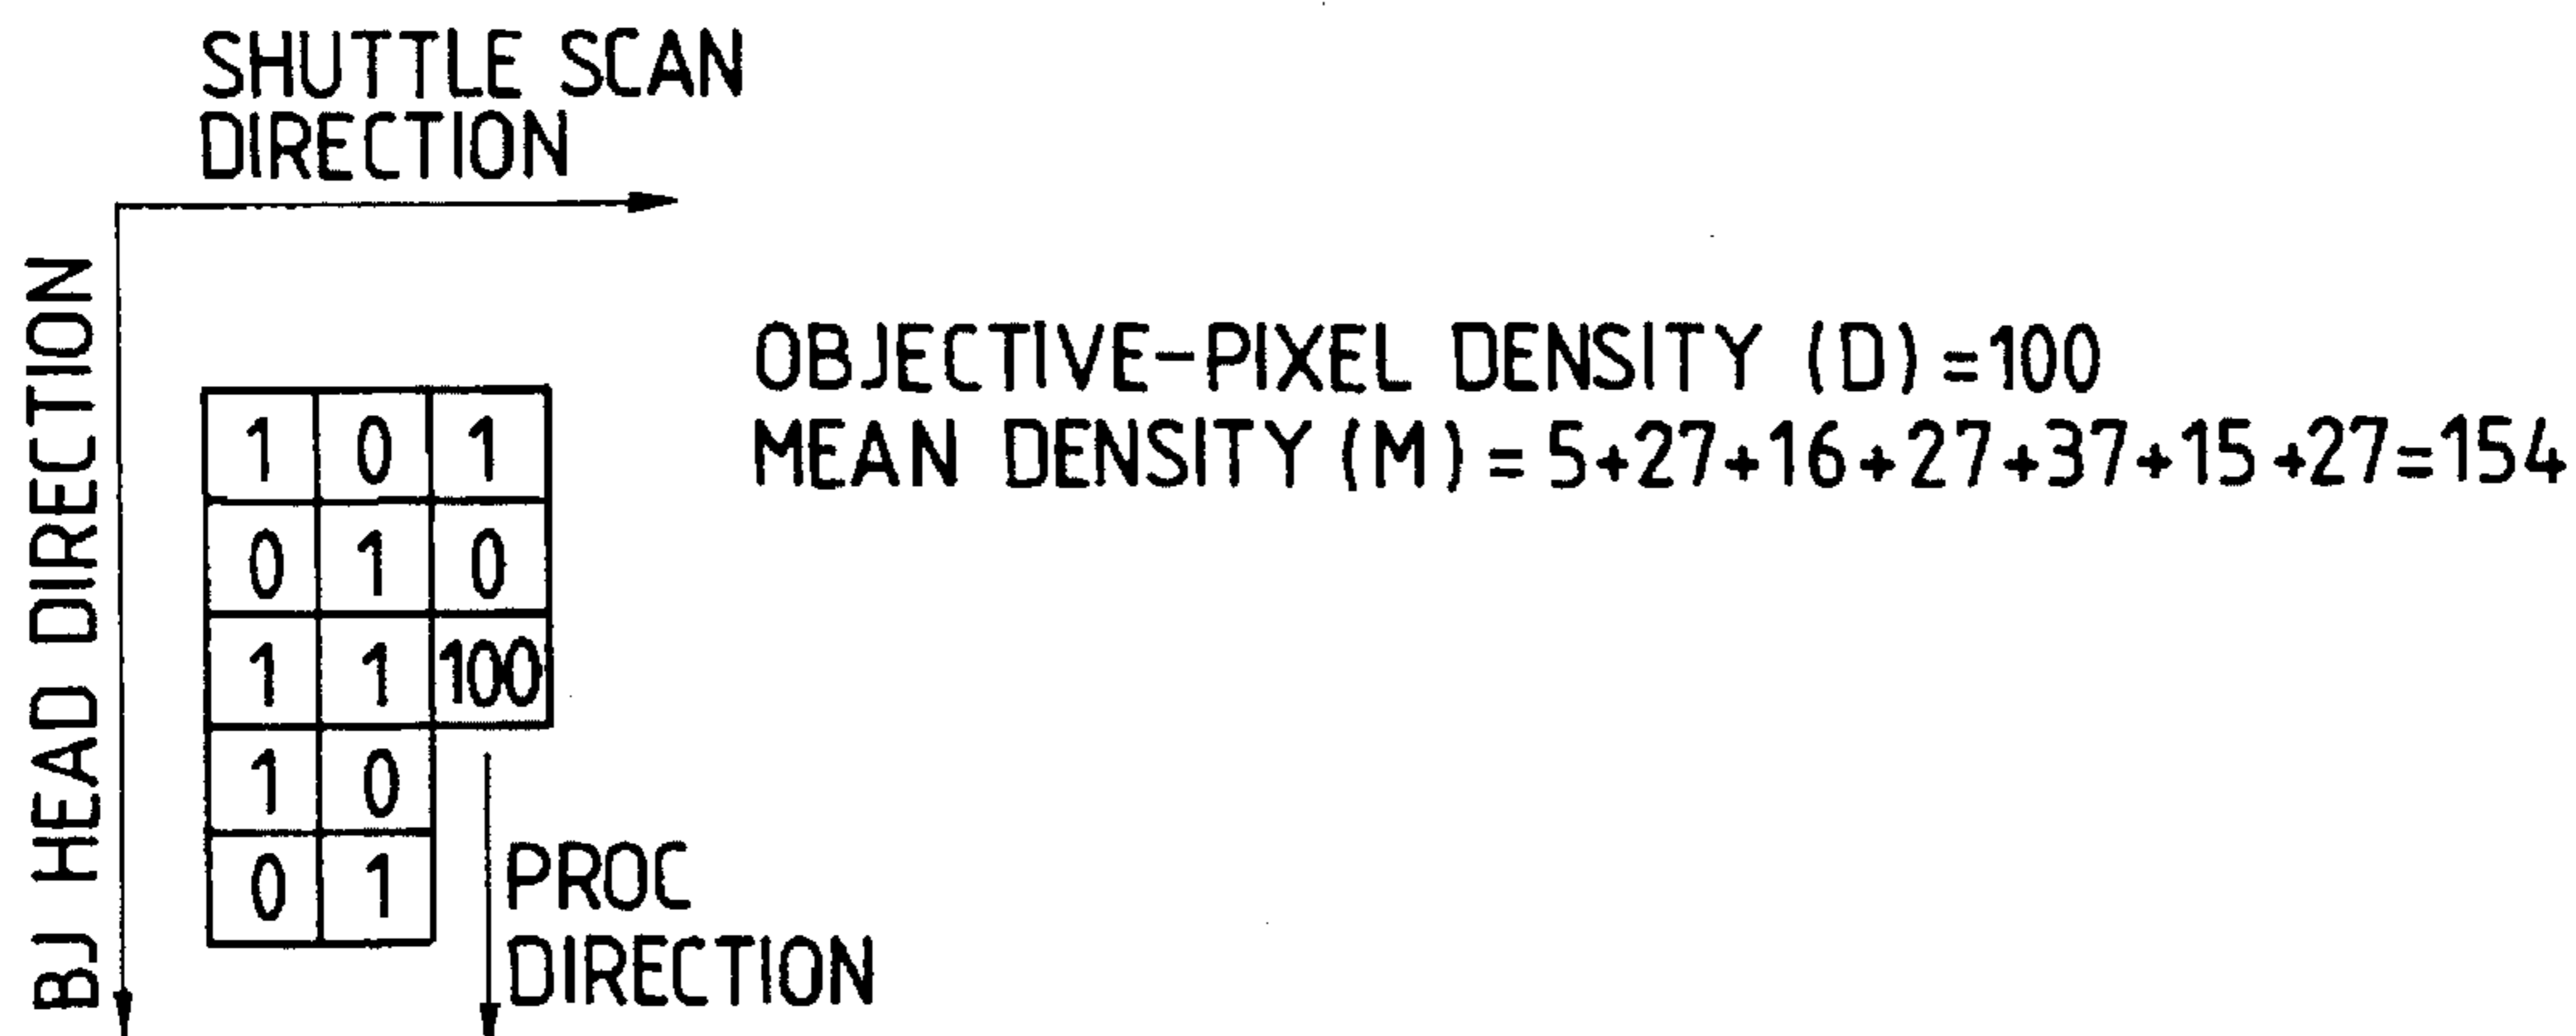 SHUTTLE SCAN
DIRECTION
BJ HEAD DIRECTION
OBJECTIVE-PIXEL DENSITY (D)=100
MEAN DENSITY (M)=5+27+16+27+37+15+27=154
1 0 1
0 1 0
1 1 100
1 0
0 1
PROC
DIRECTION